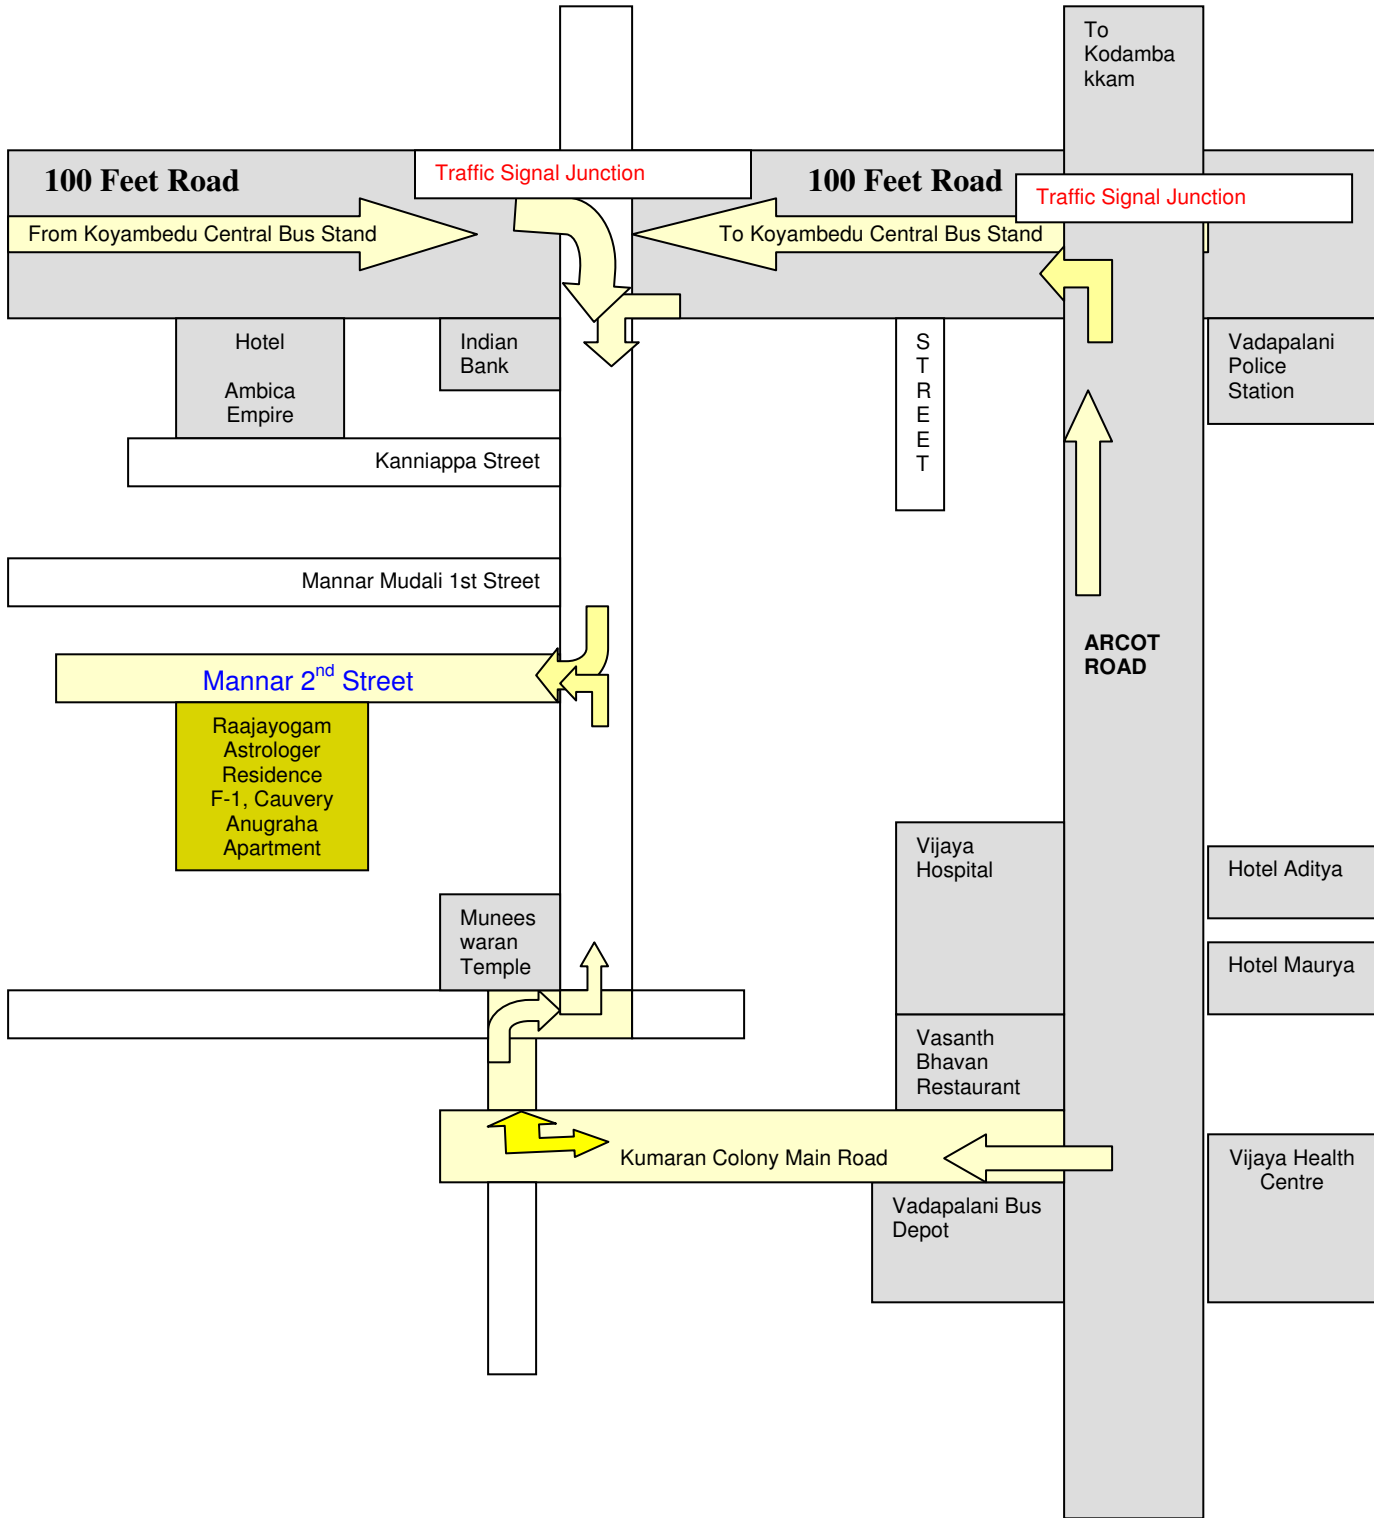 To
Kodamba
kkam
100 Feet Road
Traffic Signal Junction
100 Feet Road
Traffic Signal Junction
From Koyambedu Central Bus Stand
To Koyambedu Central Bus Stand
Hotel
Ambica
Empire
Indian
Bank
S
T
R
E
E
T
Vadapalani
Police
Station
Kanniappa Street
Mannar Mudali 1st Street
ARCOT
ROAD
Mannar 2nd Street
Raajayogam
Astrologer
Residence
F-1, Cauvery
Anugraha
Apartment
Vijaya
Hospital
Hotel Aditya
Munees
waran
Temple
Hotel Maurya
Vasanth
Bhavan
Restaurant
Kumaran Colony Main Road
Vijaya Health
Centre
Vadapalani Bus
Depot